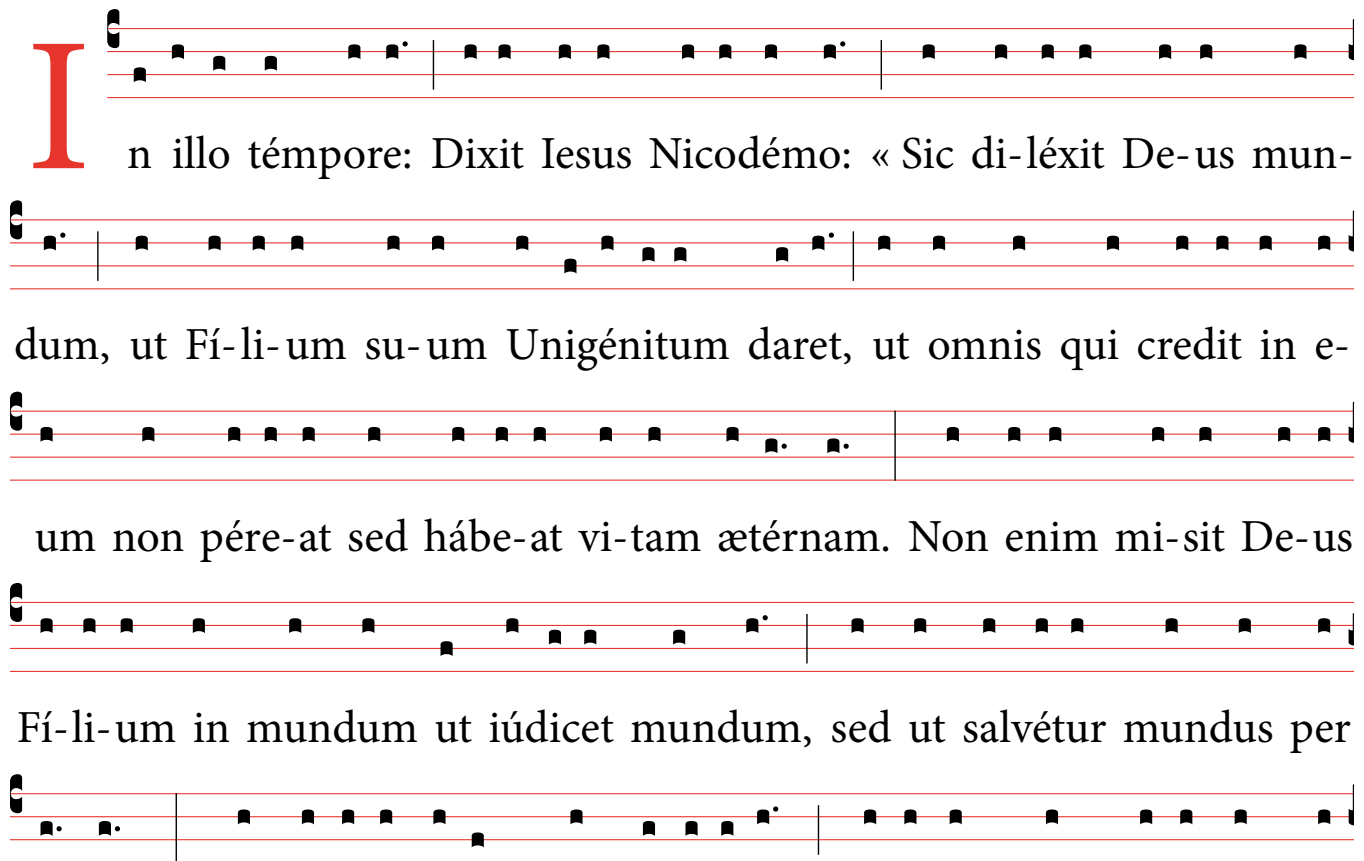 In illo témpore: Dixit Iesus Nicodémo: « Sic di-léxit De-us mun-
dum, ut Fí-li-um su-um Unigénitum daret, ut omnis qui credit in e-
um non pére-at sed hábe-at vi-tam ætérnam. Non enim mi-sit De-us
Fí-li-um in mundum ut iúdicet mundum, sed ut salvétur mundus per